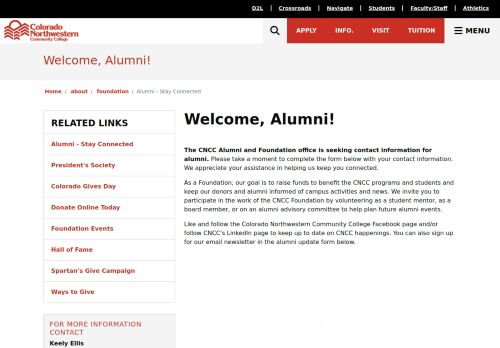 D2L | Crossroads | Navigate | Students | Faculty/Staff | Athletics
Colorado
Northwestern
Community College
APPLY INFO. VISIT TUITION MENU
Welcome, Alumni!
Home / about / foundation / Alumni - Stay Connected
RELATED LINKS
Alumni - Stay Connected
President's Society
Colorado Gives Day
Donate Online Today
Foundation Events
Hall of Fame
Spartan's Give Campaign
Ways to Give
FOR MORE INFORMATION
CONTACT
Keely Ellis
Welcome, Alumni!
The CNCC Alumni and Foundation office is seeking contact information for
alumni. Please take a moment to complete the form below with your contact information.
We appreciate your assistance in helping us keep you connected.
As a Foundation, our goal is to raise funds to benefit the CNCC programs and students and
keep our donors and alumni informed of campus activities and news. We invite you to
participate in the work of the CNCC Foundation by volunteering as a student mentor, as a
board member, or on an alumni advisory committee to help plan future alumni events.
Like and follow the Colorado Northwestern Community College Facebook page and/or
follow CNCC's LinkedIn page to keep up to date on CNCC happenings. You can also sign up
for our email newsletter in the alumni update form below.